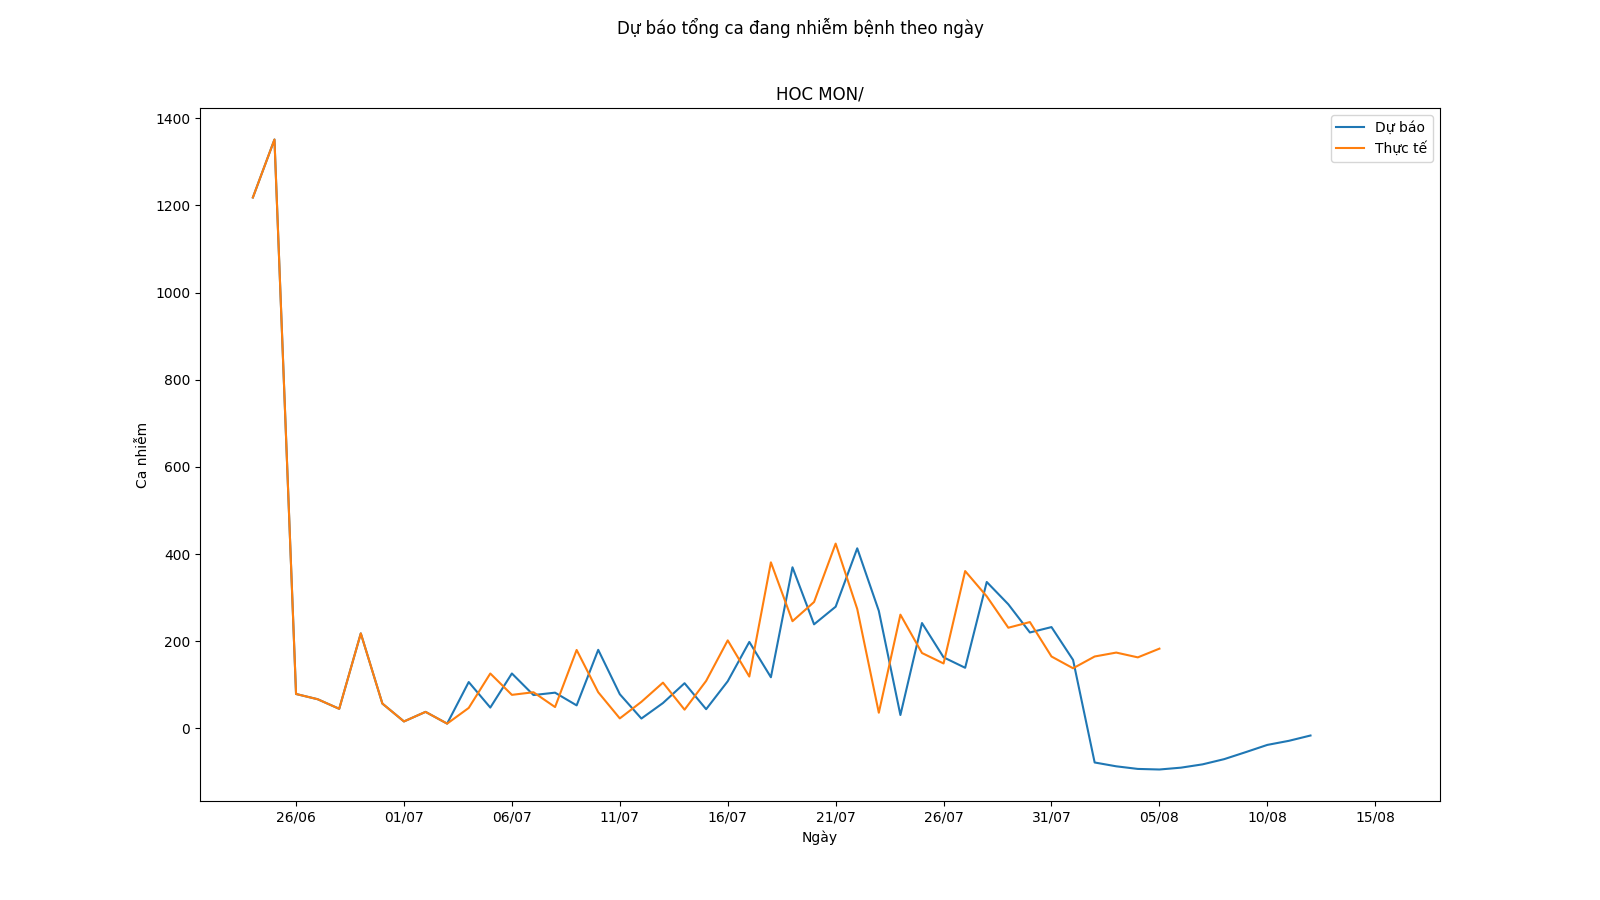 Dự báo tổng ca đang nhiễm bệnh theo ngày
HOC MON/
Dự báo
Thực tế
1400
1200
1000
800
600
400
200
0
Ca nhiễm
26/06 01/07 06/07 11/07 16/07 21/07 26/07 31/07 05/08 10/08 15/08
Ngày